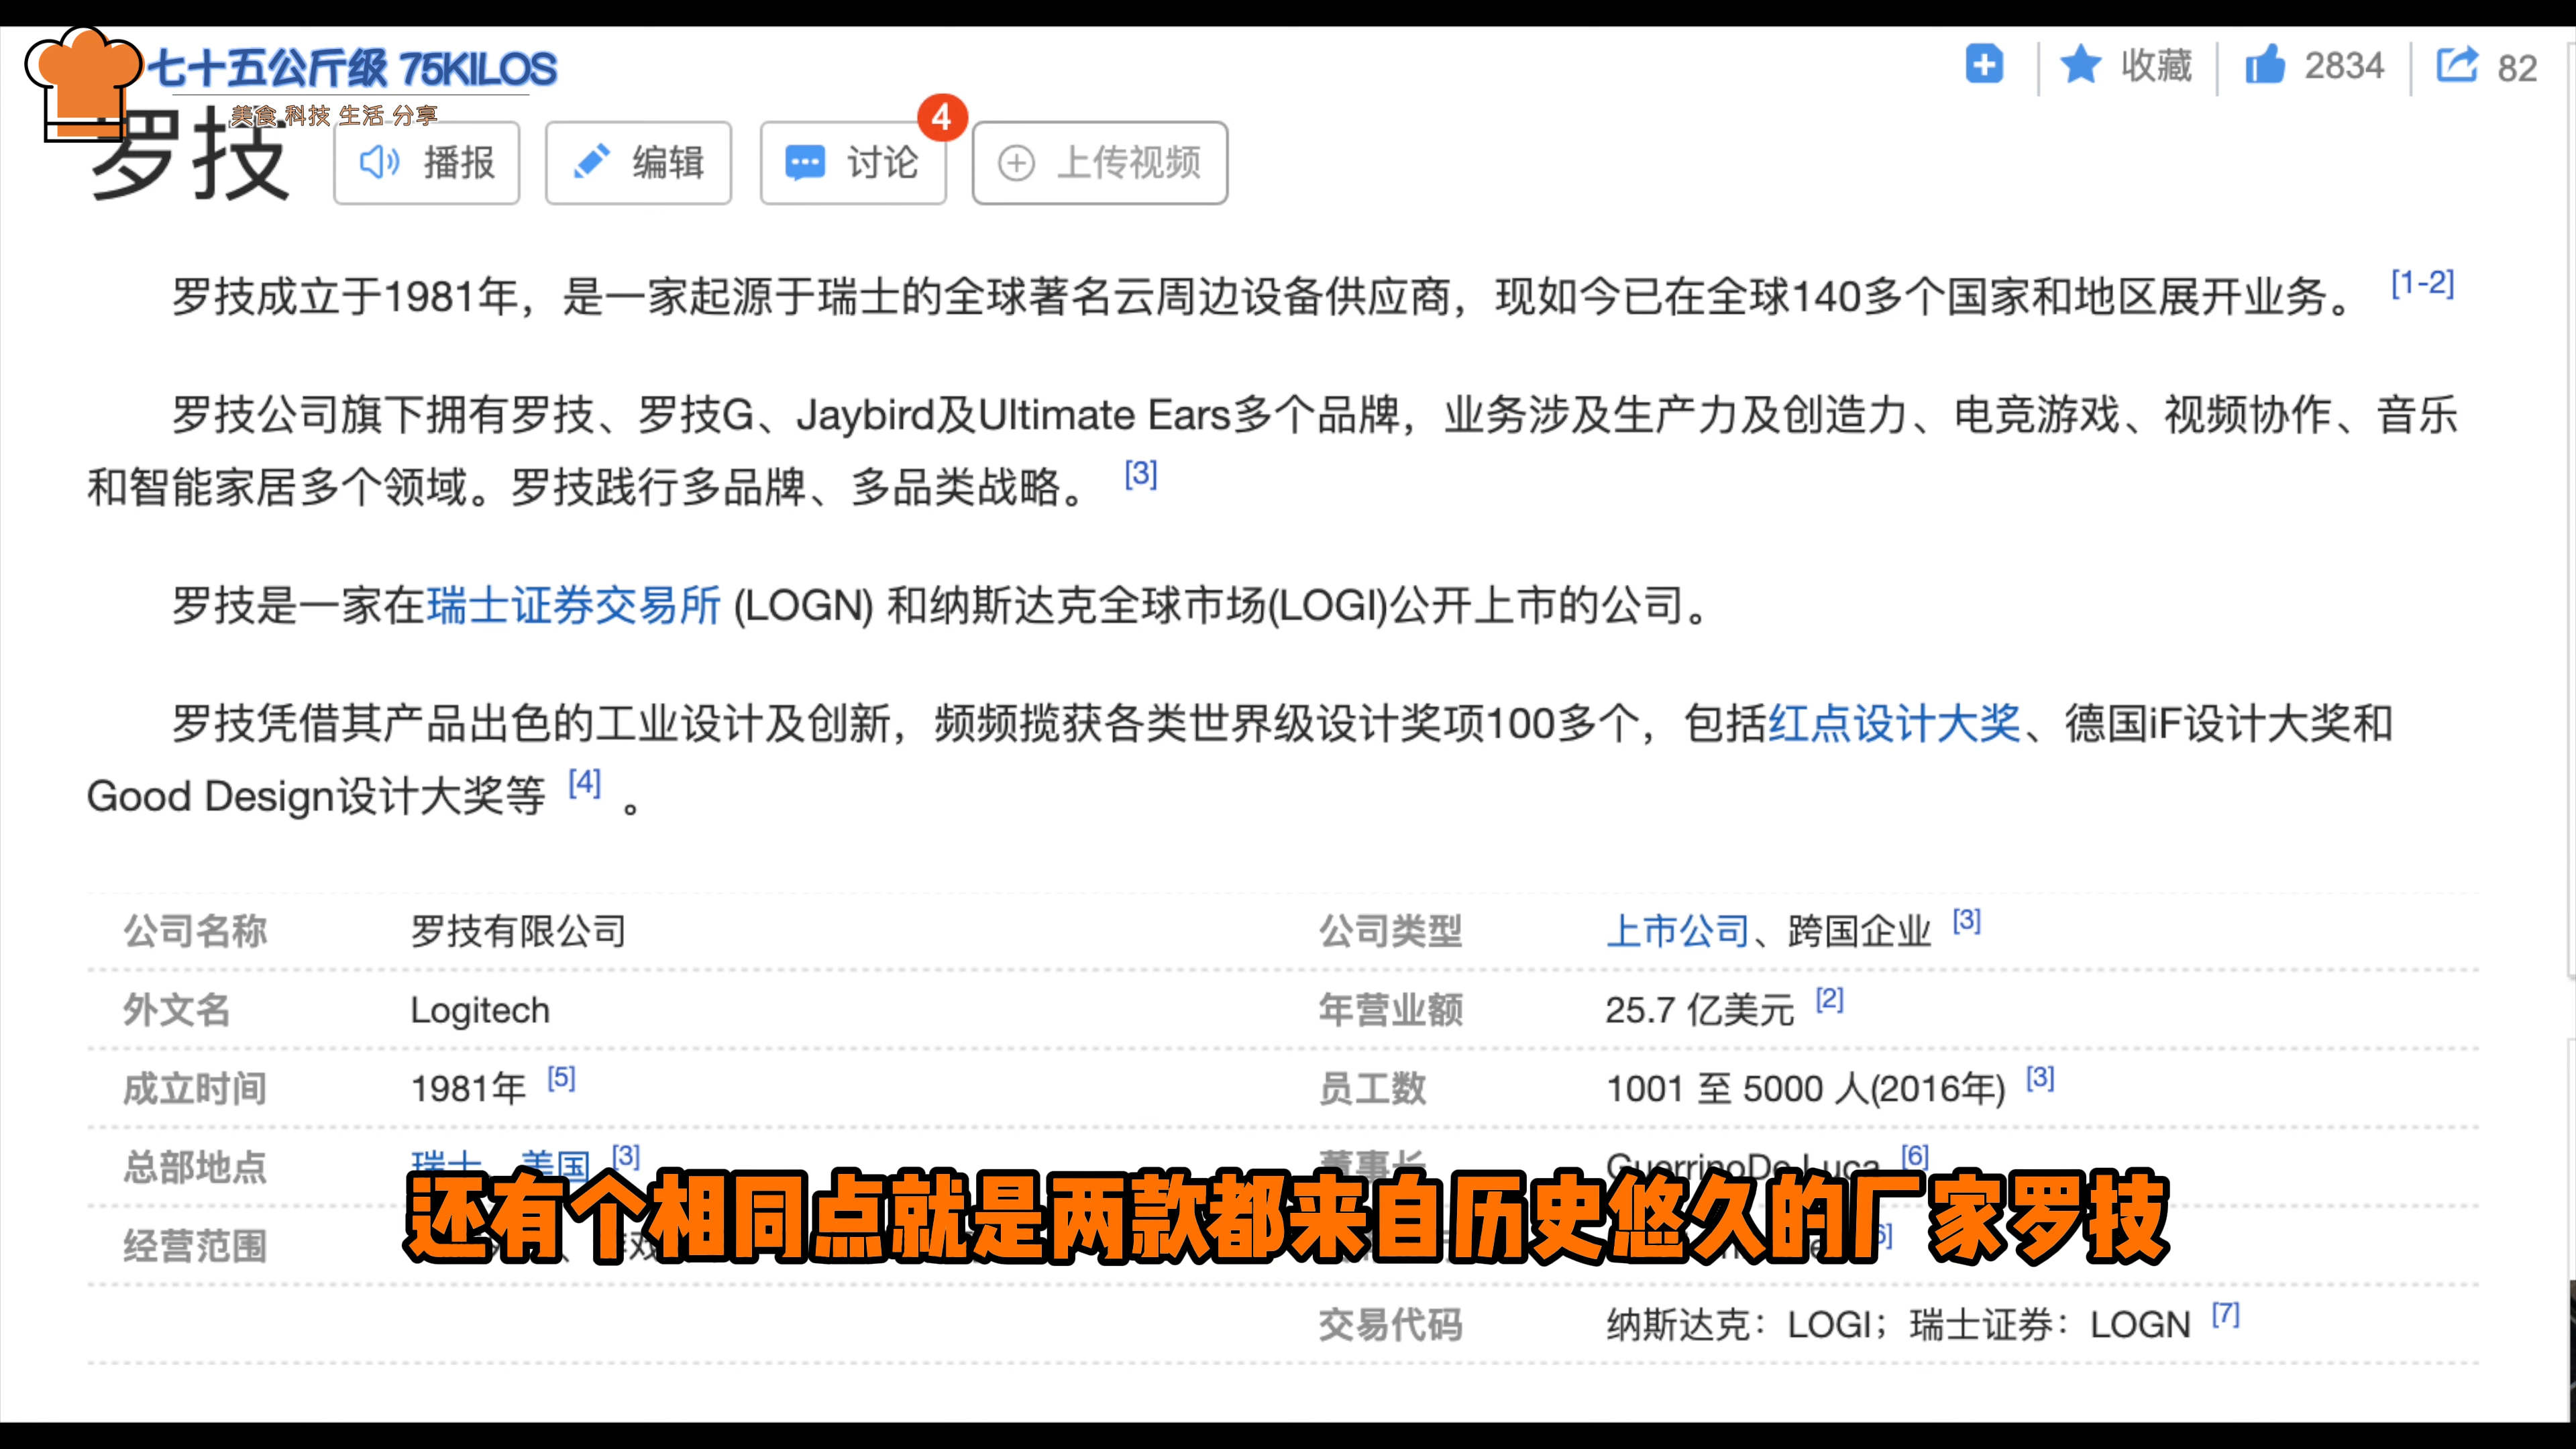 七十五公斤级 75KILOS
美食 科技 生活 分享
收藏
2834
82
罗技
播报
编辑
讨论
4
上传视频
罗技成立于1981年，是一家起源于瑞士的全球著名云周边设备供应商，现如今已在全球140多个国家和地区展开业务。 [1-2]
罗技公司旗下拥有罗技、罗技G、Jaybird及Ultimate Ears多个品牌，业务涉及生产力及创造力、电竞游戏、视频协作、音乐
和智能家居多个领域。罗技践行多品牌、多品类战略。 [3]
罗技是一家在瑞士证券交易所 (LOGN) 和纳斯达克全球市场(LOGI)公开上市的公司。
罗技凭借其产品出色的工业设计及创新，频频揽获各类世界级设计奖项100多个，包括红点设计大奖、德国iF设计大奖和
Good Design设计大奖等 [4] 。
公司名称 罗技有限公司 公司类型 上市公司、跨国企业 [3]
外文名 Logitech 年营业额 25.7 亿美元 [2]
成立时间 1981年 [5] 员工数 1001 至 5000 人(2016年) [3]
总部地点 瑞士、美国 [3] 董事长 GuerrinoDe Luca [6]
经营范围
还有个相同点就是两款都来自历史悠久的厂家罗技
交易代码 纳斯达克：LOGI；瑞士证券：LOGN [7]